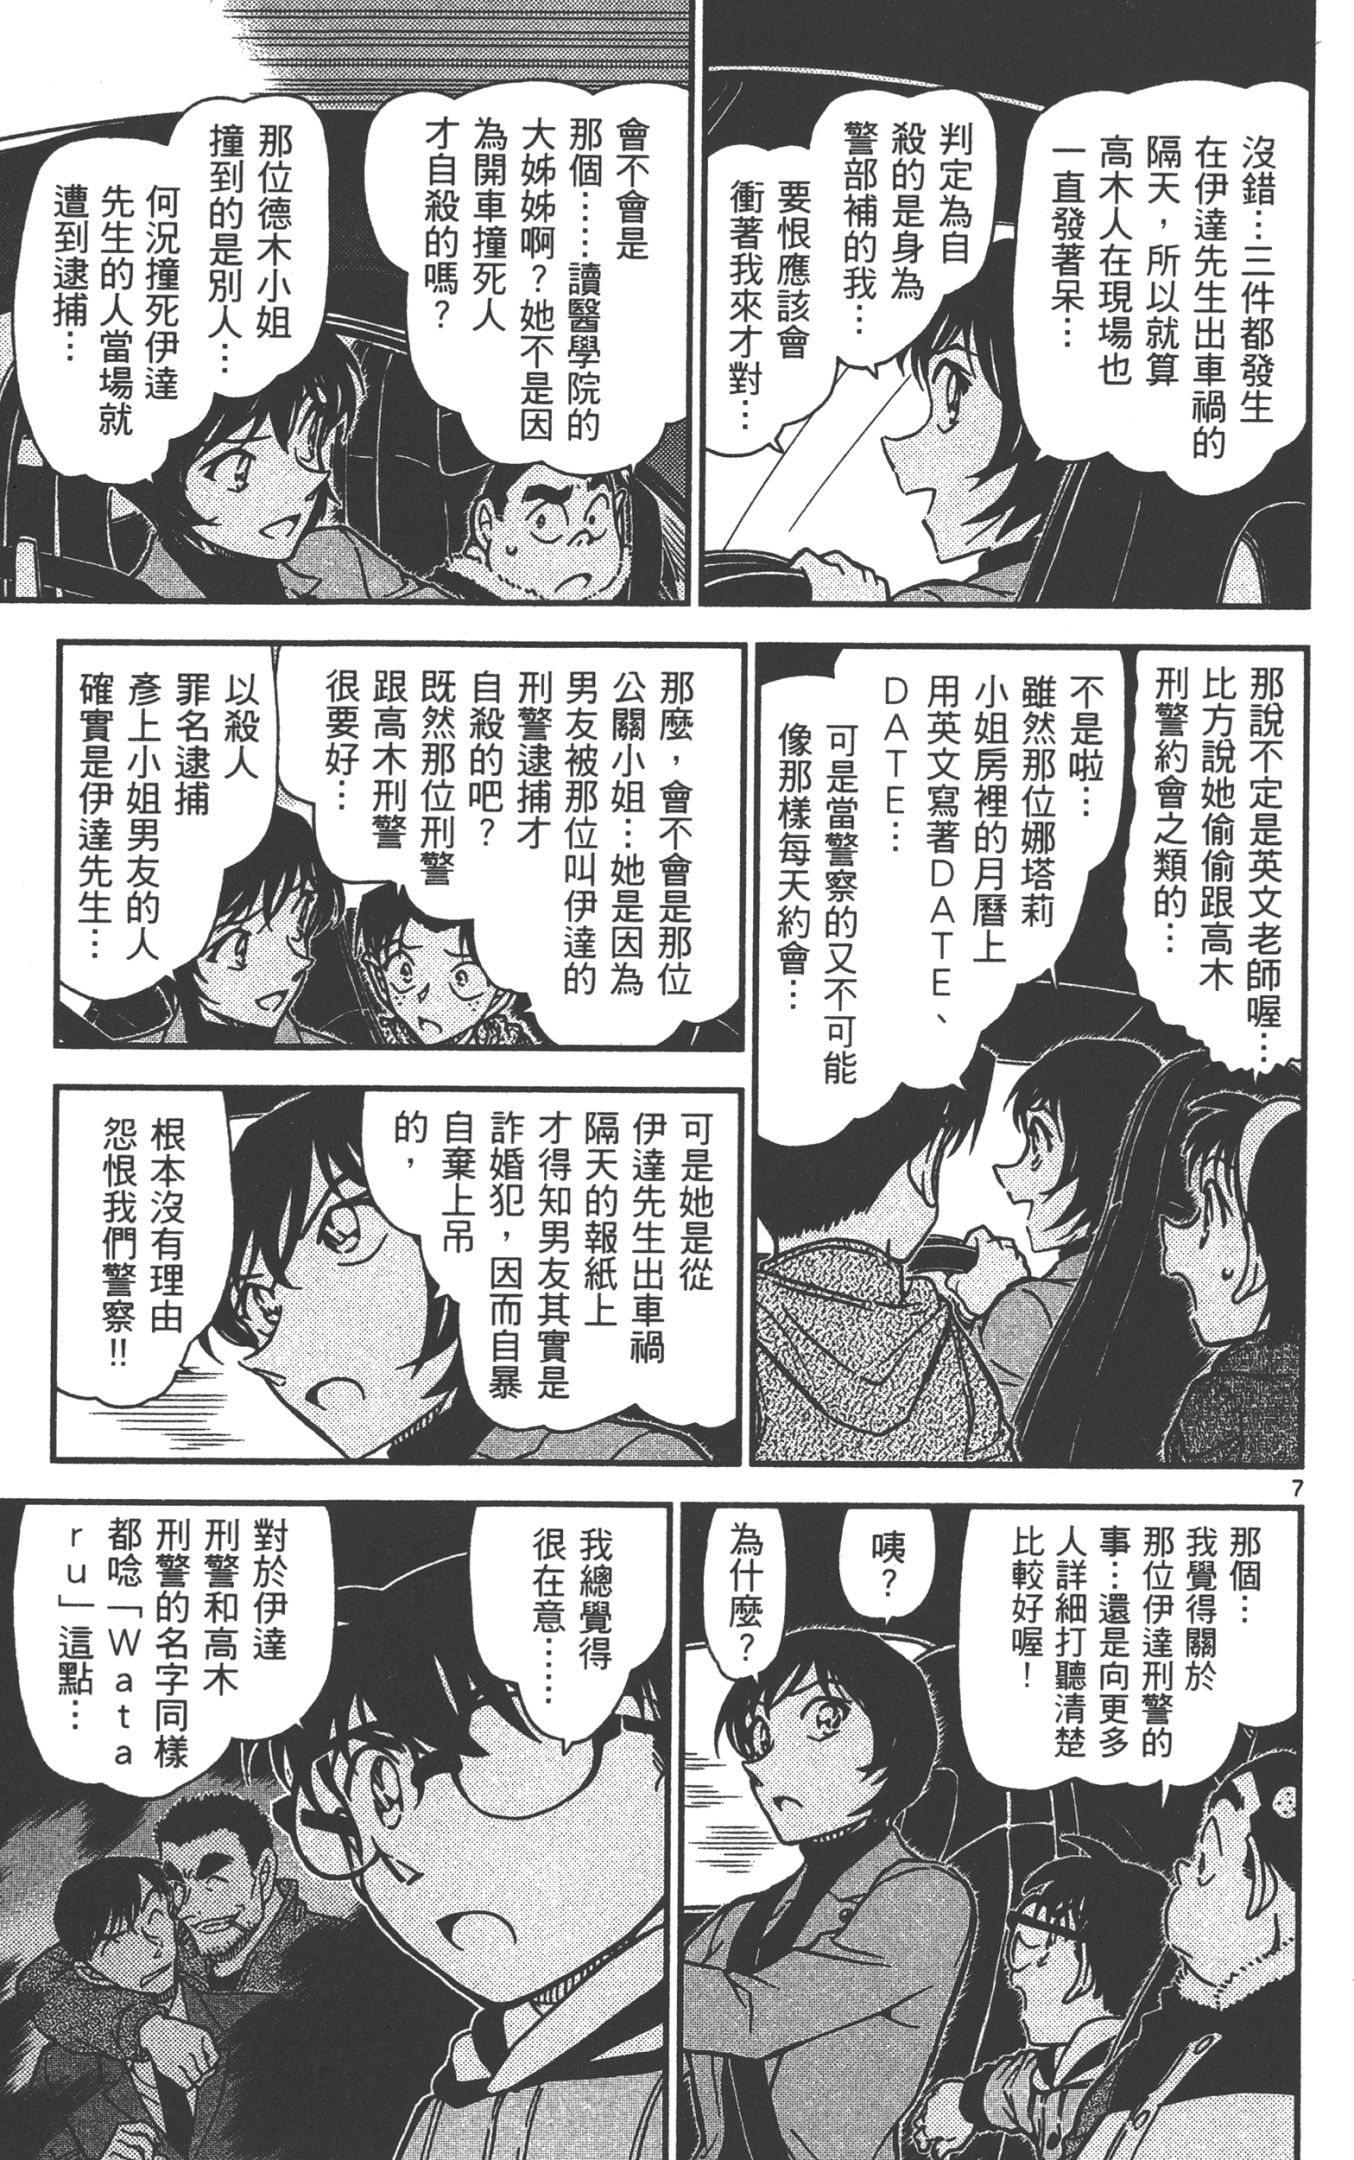 沒錯…三件都發生
在伊達先生出車禍的
隔天，所以就算
高木人在現場也
一直發著呆…
判定為自
殺的是身為
警部補的我…
要恨應該會
衝著我來才對…
會不會是
那個……讀醫學院的
大姊姊啊？她不是因
為開車撞死人
才自殺的嗎？
那位德木小姐
撞到的是別人…
何況撞死伊達
先生的人當場就
遭到逮捕…
那說不定是英文老師喔…
比方說她偷偷跟高木
刑警約會之類的…
不是啦…
雖然那位娜塔莉
小姐房裡的月曆上
用英文寫著DATE、
DATE…
可是當警察的又不可能
像那樣每天約會…
那麼，會不會是那位
公關小姐…她是因為
男友被那位叫伊達的
刑警逮捕才
自殺的吧？
既然那位刑警
跟高木刑警
很要好…
以殺人
罪名逮捕
彥上小姐男友的人
確實是伊達先生…
可是她是從
伊達先生出車禍
隔天的報紙上
才得知男友其實是
詐婚犯，因而自暴
自棄上吊
的，
根本沒有理由
怨恨我們警察!!
7
那個…
我覺得關於
那位伊達刑警的
事…還是向更多
人詳細打聽清楚
比較好喔！
咦？
為什麼？
我總覺得
很在意……
對於伊達
刑警和高木
刑警的名字同樣
都唸「Wata
ru」這點…